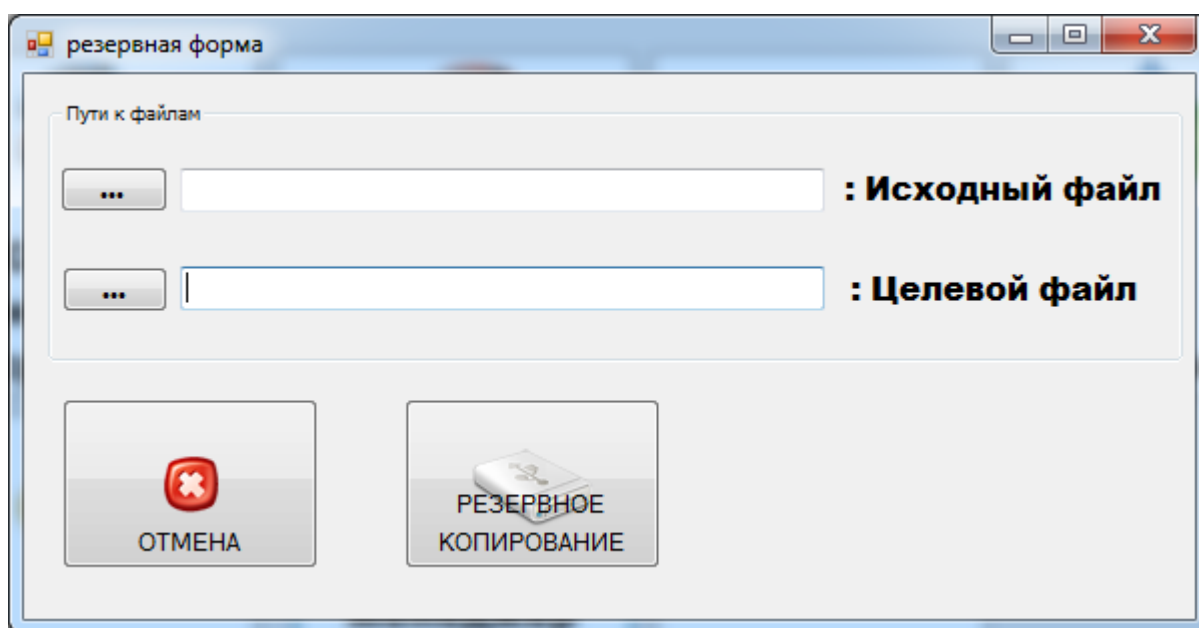 резервная форма
Пути к файлам
...
: Исходный файл
...
: Целевой файл
ОТМЕНА
РЕЗЕРВНОЕ
КОПИРОВАНИЕ